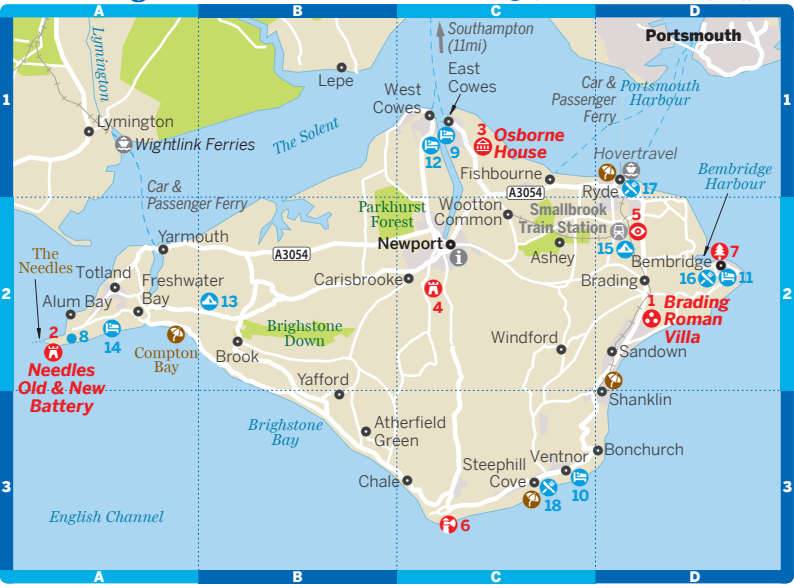 A
B
C
D
Southampton
(11mi)
Portsmouth
Lymington
Lepe
West
Cowes
East
Cowes
Car &
Passenger
Ferry
Portsmouth
Harbour
1
1
Lymington
Wightlink Ferries
The Solent
12
9
3
Osborne
House
Hovertravel
Fishbourne
Bembridge
Harbour
Car &
Passenger Ferry
A3054
Ryde
17
Parkhurst
Forest
Wootton
Common
Smallbrook
Train Station
5
The
Needles
Yarmouth
A3054
Newport
i
Ashey
15
Bembridge
7
Totland
Freshwater
Bay
Carisbrooke
Brading
16
11
2
2
Alum Bay
13
4
1
Brading
Roman
Villa
2
8
14
Compton
Bay
Brighstone
Down
Brook
Windford
Sandown
Needles
Old & New
Battery
Yafford
Shanklin
Brighstone
Bay
Atherfield
Green
Bonchurch
Steephill
Cove
Ventnor
Chale
10
3
3
18
English Channel
6
A
B
C
D